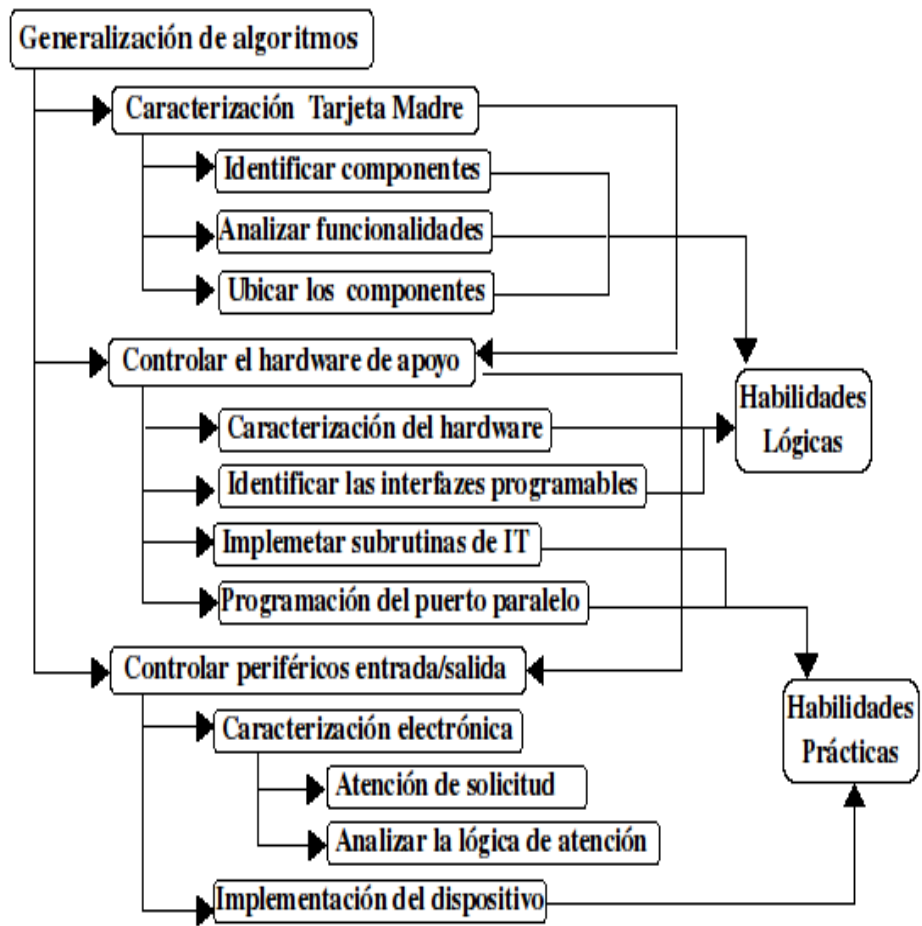 Generalización de algoritmos
Caracterización Tarjeta Madre
Identificar componentes
Analizar funcionalidades
Ubicar los componentes
Controlar el hardware de apoyo
Habilidades
Lógicas
Caracterización del hardware
Identificar las interfazes programables
Implemetar subrutinas de IT
Programación del puerto paralelo
Controlar periféricos entrada/salida
Habilidades
Prácticas
Caracterización electrónica
Atención de solicitud
Analizar la lógica de atención
Implementación del dispositivo